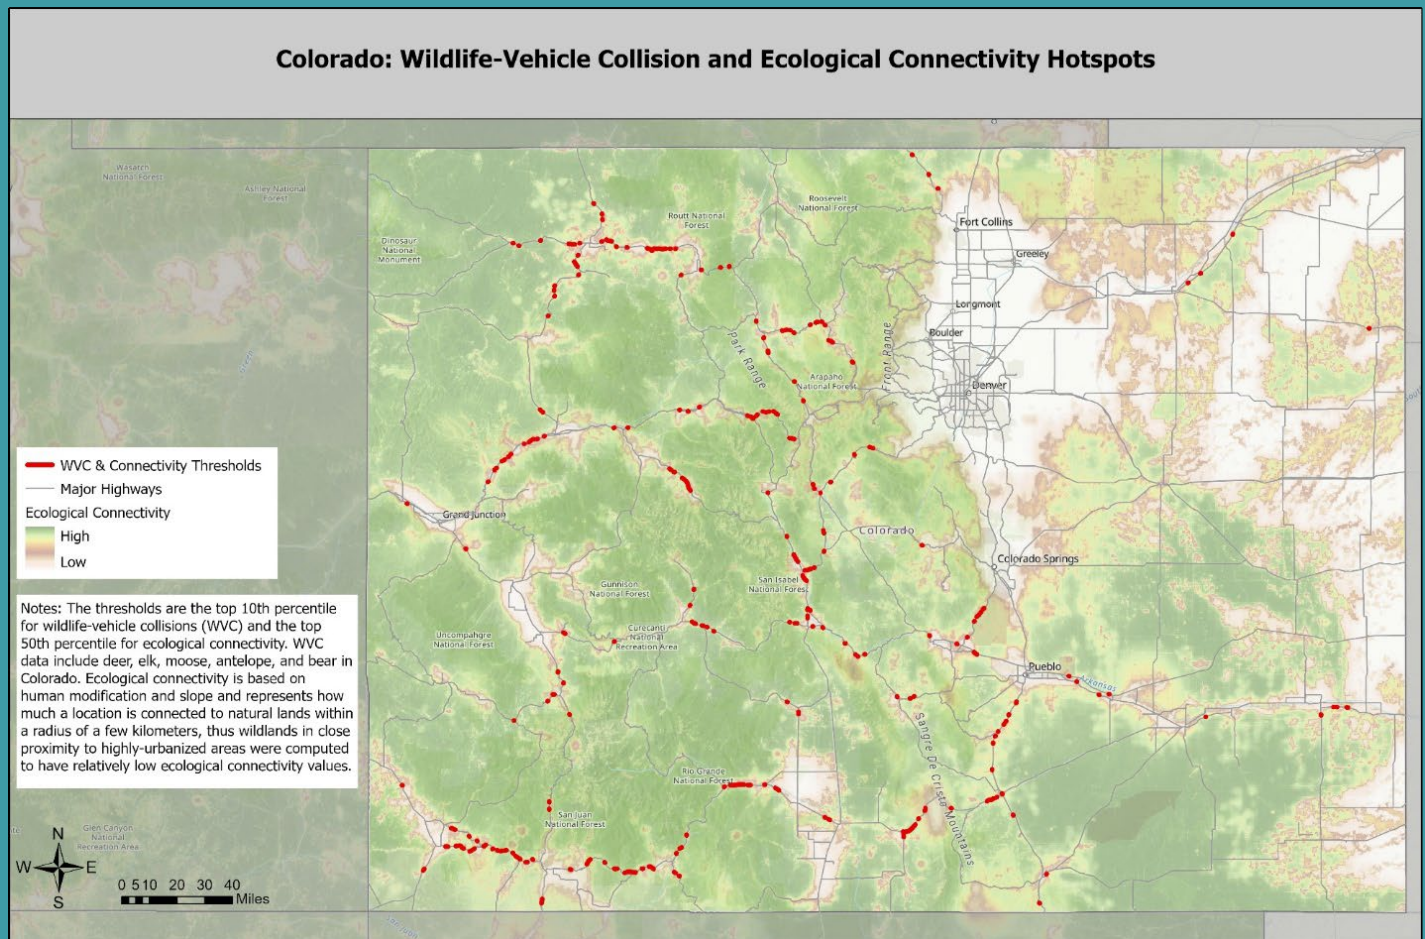 Colorado: Wildlife-Vehicle Collision and Ecological Connectivity Hotspots
Wasatch
National Forest
Ashley National
Forest
Dinosaur
National
Monument
Routt National
Forest
Roosevelt
National Forest
Fort Collins
Greeley
Longmont
Boulder
Front Range
Park Range
Arapaho
National Forest
Denver
WVC & Connectivity Thresholds
Major Highways
Ecological Connectivity
High
Low
Grand Junction
Colorado
Colorado Springs
Gunnison
National Forest
San Isabel
National Forest
Uncompahgre
National Forest
Curecanti
National
Recreation Area
Pueblo
Arkansas
Notes: The thresholds are the top 10th percentile
for wildlife-vehicle collisions (WVC) and the top
50th percentile for ecological connectivity. WVC
data include deer, elk, moose, antelope, and bear in
Colorado. Ecological connectivity is based on
human modification and slope and represents how
much a location is connected to natural lands within
a radius of a few kilometers, thus wildlands in close
proximity to highly-urbanized areas were computed
to have relatively low ecological connectivity values.
Sangre De Cristo Mountains
Rio Grande
National Forest
San Juan
National Forest
Glen Canyon
National
Recreation Area
N
W
E
S
0 5 10 20 30 40
Miles